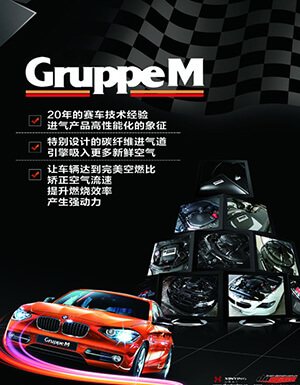 GruppeM
20年的赛车技术经验
进气产品高性能化的象征
特别设计的碳纤维进气道
引擎吸入更多新鲜空气
让车辆达到完美空燃比
矫正空气流速
提升燃烧效率
产生强动力
GruppeM